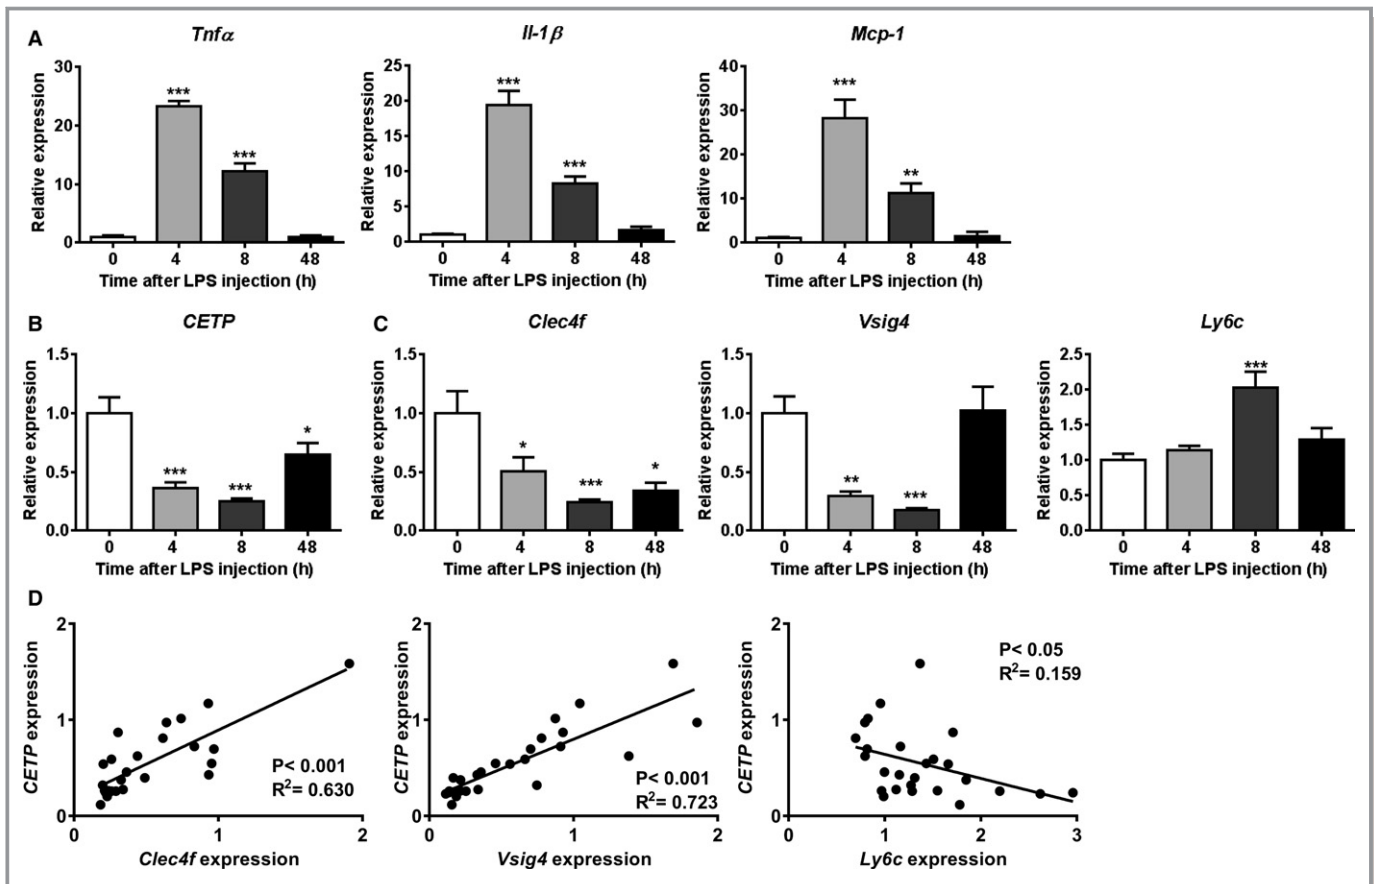 A
Tnfα
Il-1β
Mcp-1
Relative expression
30
20
10
0
***
***
0 4 8 48
Time after LPS injection (h)
Relative expression
25
20
15
10
5
0
***
***
0 4 8 48
Time after LPS injection (h)
Relative expression
40
30
20
10
0
***
**
0 4 8 48
Time after LPS injection (h)
B
CETP
Relative expression
1.5
1.0
0.5
0.0
***
***
*
0 4 8 48
Time after LPS injection (h)
C
Clec4f
Relative expression
1.5
1.0
0.5
0.0
*
***
*
0 4 8 48
Time after LPS injection (h)
Vsig4
Relative expression
1.5
1.0
0.5
0.0
**
***
0 4 8 48
Time after LPS injection (h)
Ly6c
Relative expression
2.5
2.0
1.5
1.0
0.5
0.0
***
0 4 8 48
Time after LPS injection (h)
D
CETP expression
2
1
0
P< 0.001
R²= 0.630
0 1 2
Clec4f expression
CETP expression
2
1
0
P< 0.001
R²= 0.723
0 1 2
Vsig4 expression
CETP expression
2
1
0
P< 0.05
R²= 0.159
0 1 2 3
Ly6c expression